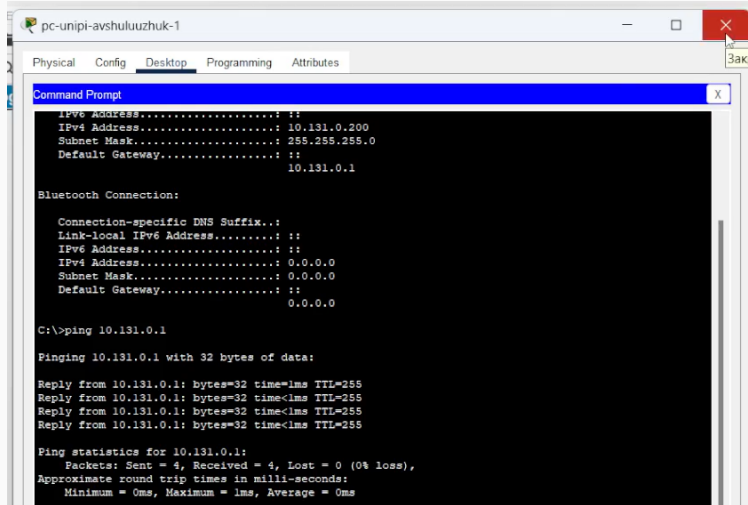 pc-unipi-avshuluuzhuk-1
Physical Config Desktop Programming Attributes
Зак
Command Prompt X
IPv6 Address....................: ::
IPv4 Address....................: 10.131.0.200
Subnet Mask.....................: 255.255.255.0
Default Gateway.................: ::
10.131.0.1
Bluetooth Connection:
Connection-specific DNS Suffix..:
Link-local IPv6 Address.........: ::
IPv6 Address....................: ::
IPv4 Address....................: 0.0.0.0
Subnet Mask.....................: 0.0.0.0
Default Gateway.................: ::
0.0.0.0
C:\>ping 10.131.0.1
Pinging 10.131.0.1 with 32 bytes of data:
Reply from 10.131.0.1: bytes=32 time=1ms TTL=255
Reply from 10.131.0.1: bytes=32 time<1ms TTL=255
Reply from 10.131.0.1: bytes=32 time<1ms TTL=255
Reply from 10.131.0.1: bytes=32 time<1ms TTL=255
Ping statistics for 10.131.0.1:
Packets: Sent = 4, Received = 4, Lost = 0 (0% loss),
Approximate round trip times in milli-seconds:
Minimum = 0ms, Maximum = 1ms, Average = 0ms